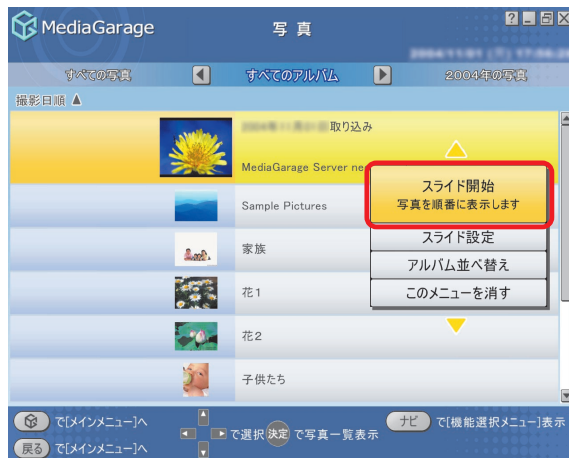 MediaGarage
写真
すべての写真
すべてのアルバム
2004年の写真
撮影日順 ▲
取り込み
MediaGarage Server ne
Sample Pictures
家族
花1
花2
子供たち
スライド開始
写真を順番に表示します
スライド設定
アルバム並べ替え
このメニューを消す
で[メインメニュー]へ
戻る で[メインメニュー]へ
で選択 決定 で写真一覧表示
ナビ で[機能選択メニュー]表示